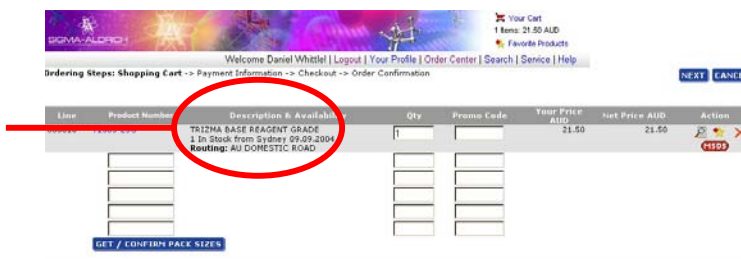 SIGMA-ALDRICH
Your Cart
1 Items: 21.50 AUD
Favorite Products
Welcome Daniel Whittlel | Logout | Your Profile | Order Center | Search | Service | Help
Ordering Steps: Shopping Cart -> Payment Information -> Checkout -> Order Confirmation
NEXT CANCE
Line Product Number Description & Availability Qty Promo Code Your Price AUD Net Price AUD Action
TRIZMA BASE REAGENT GRADE 1 21.50 21.50
1 In Stock from Sydney 09.09.2004
Routing: AU DOMESTIC ROAD
MSDS
GET / CONFIRM PACK SIZES